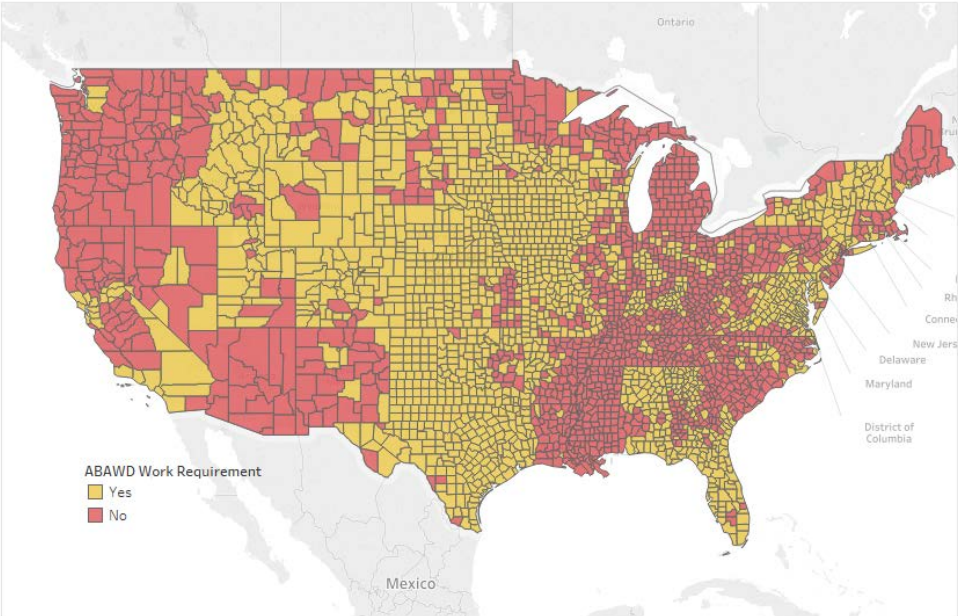 Ontario
Rh
Conne
New Jers
Delaware
Maryland
District of
Columbia
ABAWD Work Requirement
Yes
No
Mexico